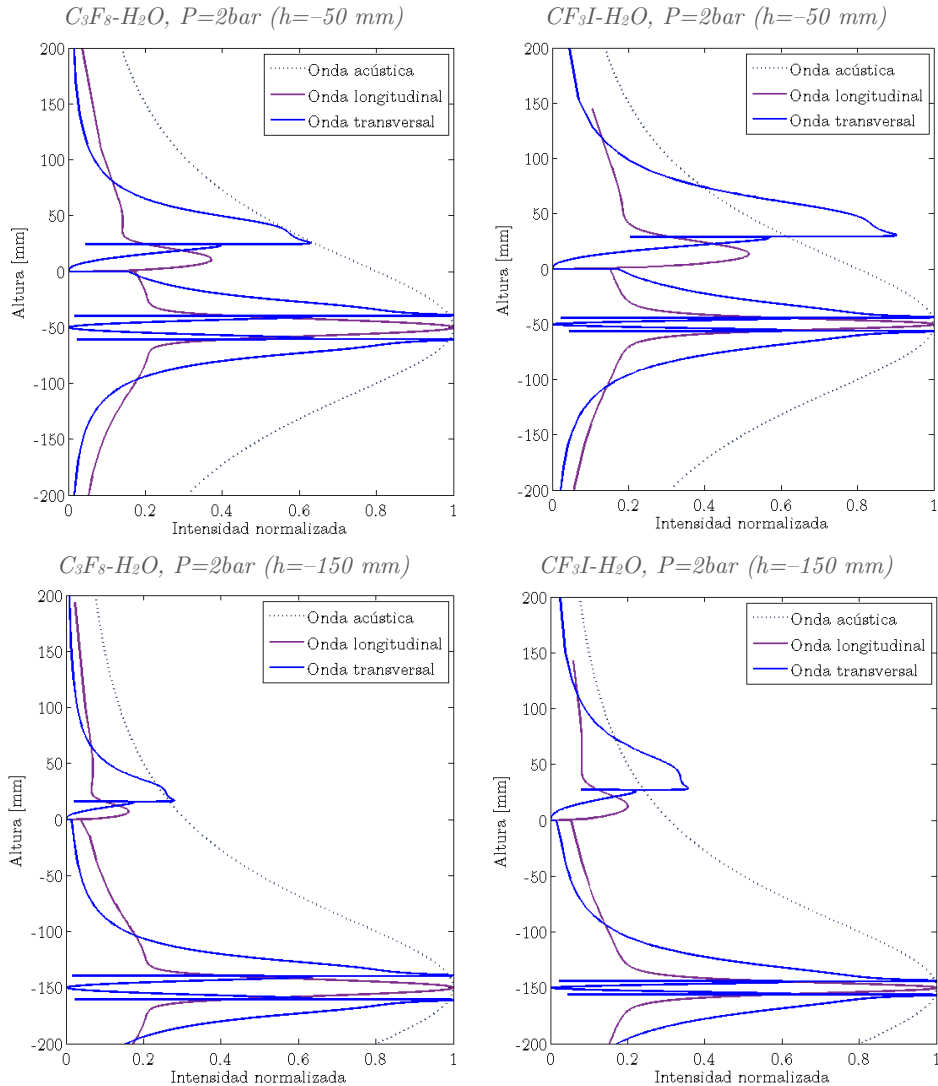 C₃F₈-H₂O, P=2bar (h=–50 mm)
200
150
100
50
0
-50
-100
-150
-200
Altura [mm]
Onda acústica
Onda longitudinal
Onda transversal
0 0.2 0.4 0.6 0.8 1
Intensidad normalizada
CF₃I-H₂O, P=2bar (h=–50 mm)
200
150
100
50
0
-50
-100
-150
-200
Altura [mm]
Onda acústica
Onda longitudinal
Onda transversal
0 0.2 0.4 0.6 0.8 1
Intensidad normalizada
C₃F₈-H₂O, P=2bar (h=–150 mm)
200
150
100
50
0
-50
-100
-150
-200
Altura [mm]
Onda acústica
Onda longitudinal
Onda transversal
0 0.2 0.4 0.6 0.8 1
Intensidad normalizada
CF₃I-H₂O, P=2bar (h=–150 mm)
200
150
100
50
0
-50
-100
-150
-200
Altura [mm]
Onda acústica
Onda longitudinal
Onda transversal
0 0.2 0.4 0.6 0.8 1
Intensidad normalizada